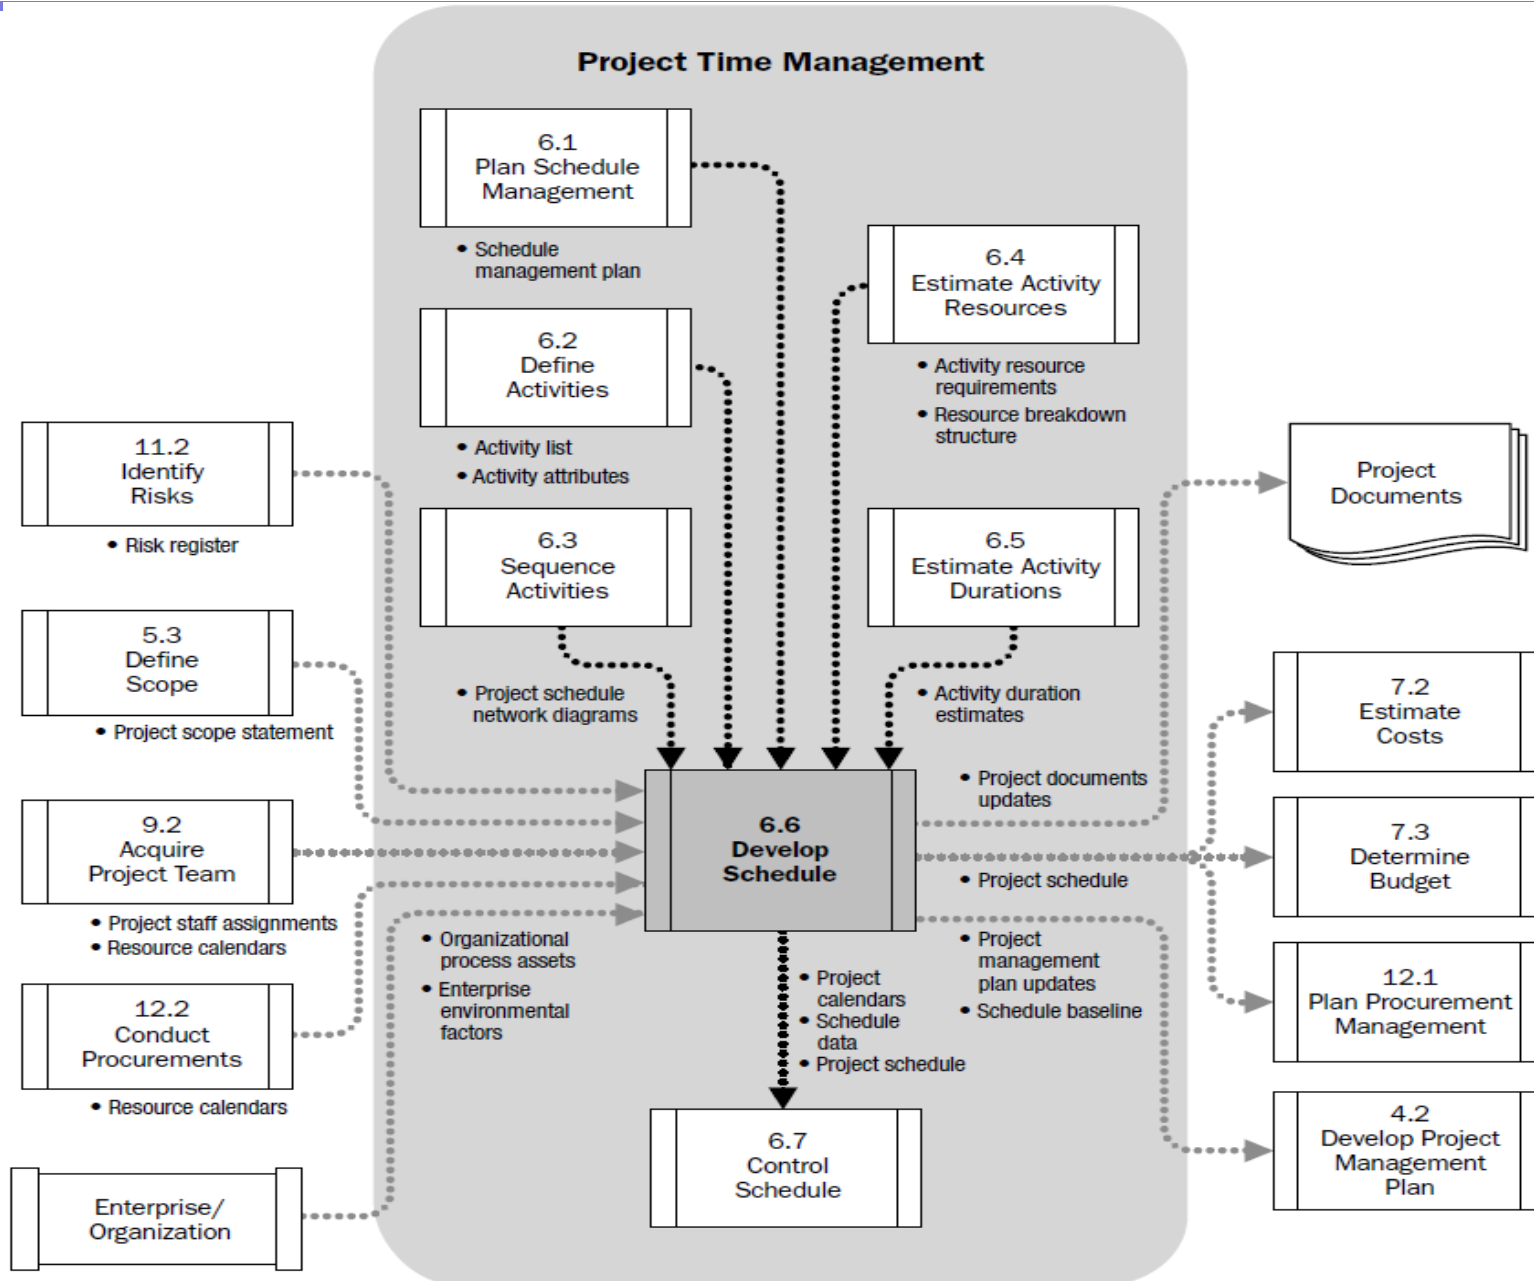 Project Time Management
6.1
Plan Schedule
Management
• Schedule
management plan
6.4
Estimate Activity
Resources
• Activity resource
requirements
• Resource breakdown
structure
6.2
Define
Activities
• Activity list
• Activity attributes
11.2
Identify
Risks
• Risk register
6.3
Sequence
Activities
• Project schedule
network diagrams
6.5
Estimate Activity
Durations
• Activity duration
estimates
Project
Documents
5.3
Define
Scope
• Project scope statement
9.2
Acquire
Project Team
• Project staff assignments
• Resource calendars
12.2
Conduct
Procurements
• Resource calendars
Enterprise/
Organization
• Organizational
process assets
• Enterprise
environmental
factors
6.6
Develop
Schedule
• Project documents
updates
• Project schedule
• Project
management
plan updates
• Schedule baseline
• Project
calendars
• Schedule
data
• Project schedule
6.7
Control
Schedule
7.2
Estimate
Costs
7.3
Determine
Budget
12.1
Plan Procurement
Management
4.2
Develop Project
Management
Plan